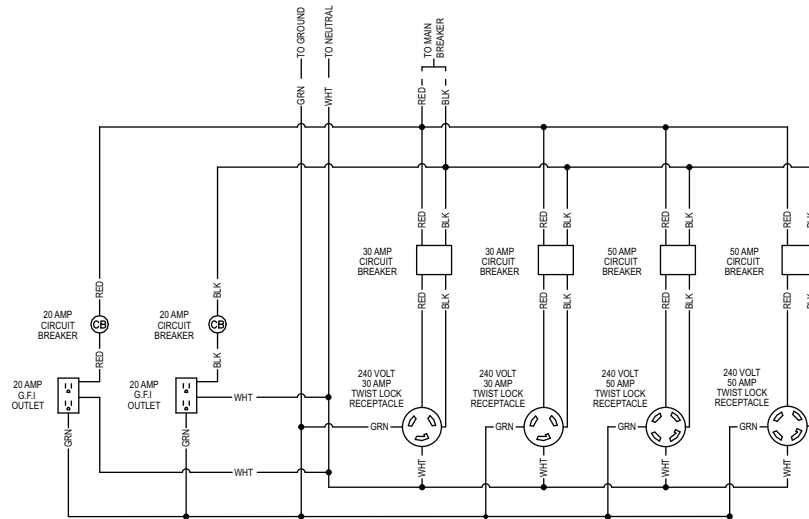 TO GROUND
TO NEUTRAL
TO MAIN
BREAKER
GRN
WHT
RED
BLK
RED
BLK
RED
BLK
RED
BLK
RED
30 AMP
CIRCUIT
BREAKER
30 AMP
CIRCUIT
BREAKER
50 AMP
CIRCUIT
BREAKER
50 AMP
CIRCUIT
BREAKER
RED
BLK
RED
BLK
RED
BLK
RED
BLK
RED
20 AMP
CIRCUIT
BREAKER
CB
20 AMP
CIRCUIT
BREAKER
CB
RED
BLK
20 AMP
G.F.I
OUTLET
20 AMP
G.F.I
OUTLET
WHT
240 VOLT
30 AMP
TWIST LOCK
RECEPTACLE
240 VOLT
30 AMP
TWIST LOCK
RECEPTACLE
240 VOLT
50 AMP
TWIST LOCK
RECEPTACLE
240 VOLT
50 AMP
TWIST LOCK
RECEPTACLE
GRN
GRN
GRN
GRN
GRN
GRN
WHT
WHT
WHT
WHT
WHT